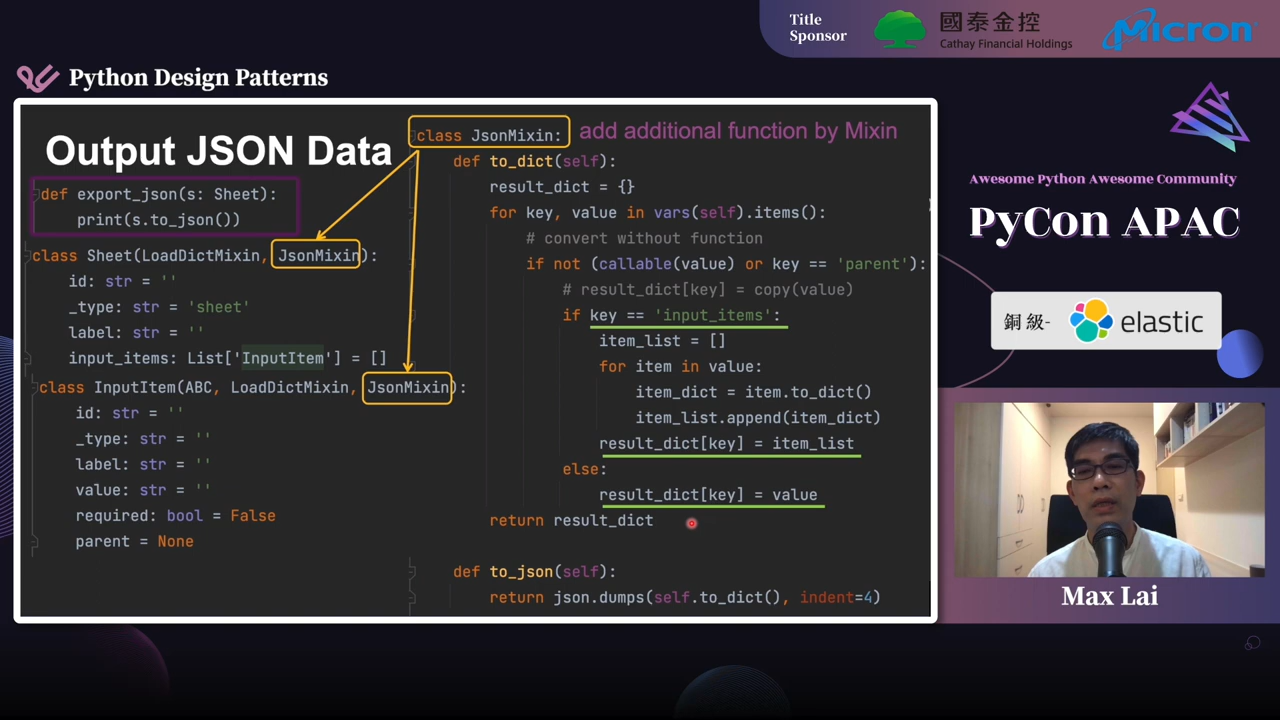 Title
Sponsor
國泰金控
Cathay Financial Holdings
Micron
Python Design Patterns
Output JSON Data
def export_json(s: Sheet):
    print(s.to_json())
class Sheet(LoadDictMixin, JsonMixin):
    id: str = ''
    _type: str = 'sheet'
    label: str = ''
    input_items: List['InputItem'] = []
class InputItem(ABC, LoadDictMixin, JsonMixin):
    id: str = ''
    _type: str = ''
    label: str = ''
    value: str = ''
    required: bool = False
    parent = None
class JsonMixin:
add additional function by Mixin
    def to_dict(self):
        result_dict = {}
        for key, value in vars(self).items():
            # convert without function
            if not (callable(value) or key == 'parent'):
                # result_dict[key] = copy(value)
                if key == 'input_items':
                    item_list = []
                    for item in value:
                        item_dict = item.to_dict()
                        item_list.append(item_dict)
                    result_dict[key] = item_list
                else:
                    result_dict[key] = value
        return result_dict
    def to_json(self):
        return json.dumps(self.to_dict(), indent=4)
Awesome Python Awesome Community
PyCon APAC
銅級- elastic
Max Lai